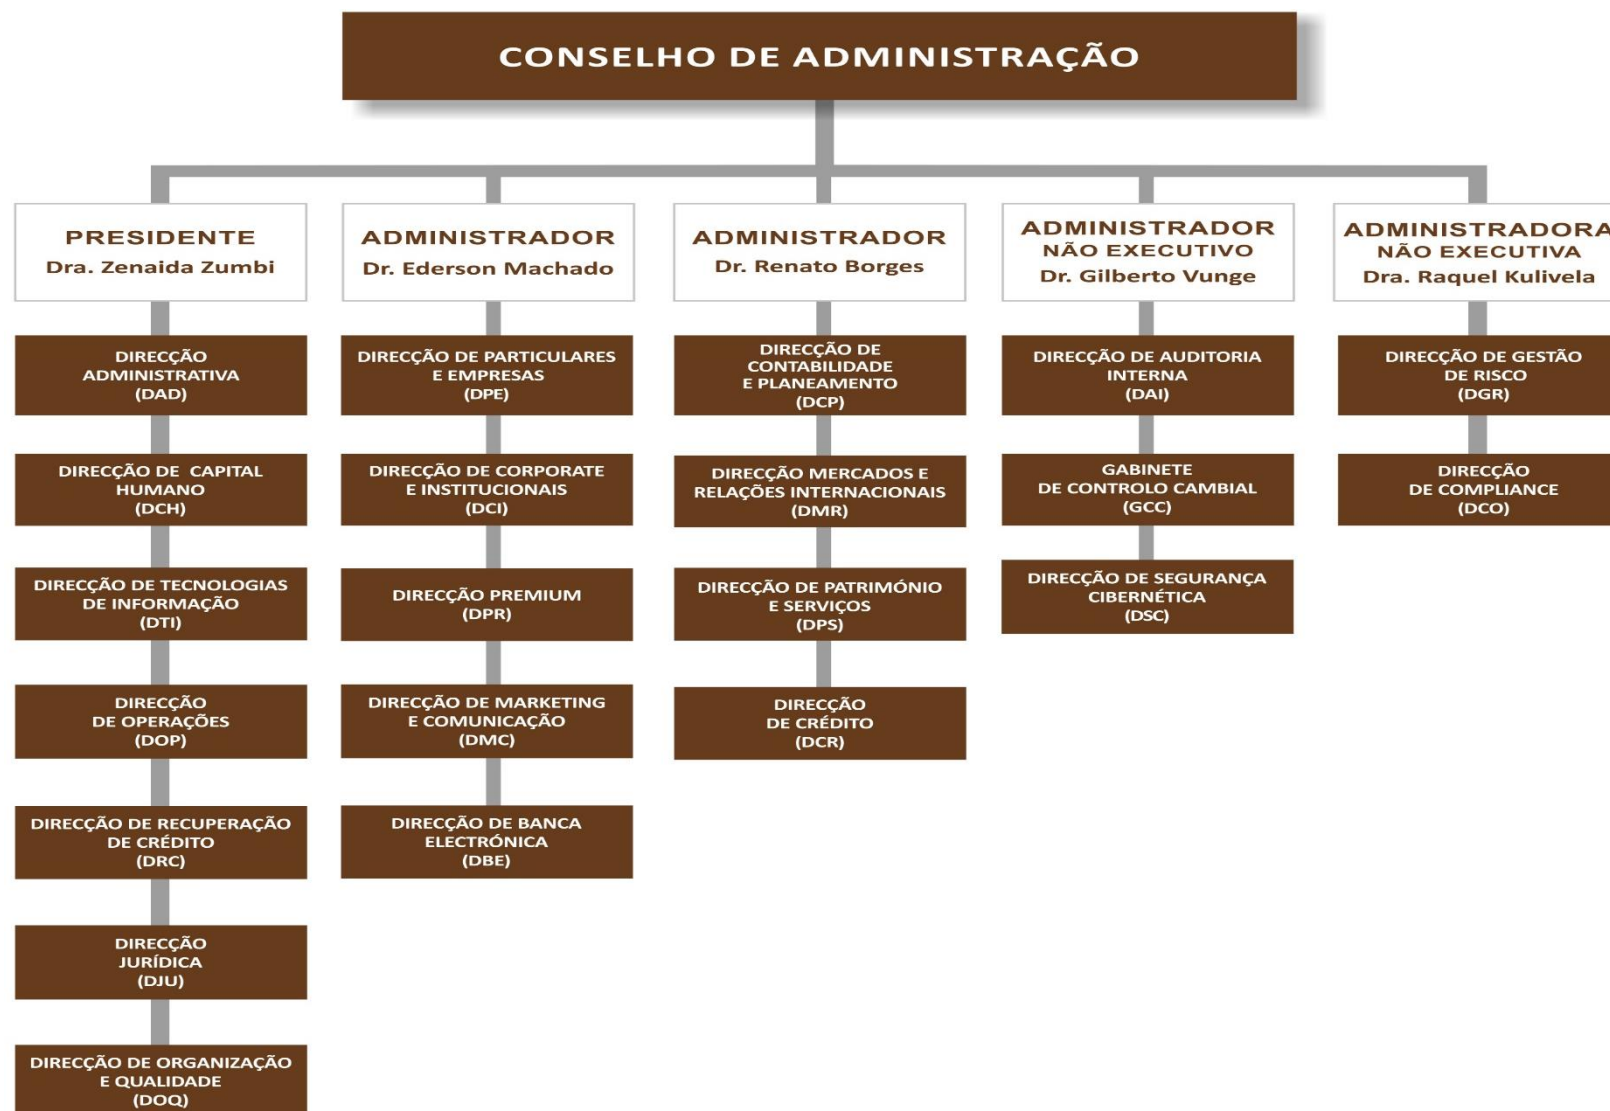 CONSELHO DE ADMINISTRAÇÃO
PRESIDENTE
Dra. Zenaida Zumbi
DIRECÇÃO
ADMINISTRATIVA
(DAD)
DIRECÇÃO DE CAPITAL
HUMANO
(DCH)
DIRECÇÃO DE TECNOLOGIAS
DE INFORMAÇÃO
(DTI)
DIRECÇÃO
DE OPERAÇÕES
(DOP)
DIRECÇÃO DE RECUPERAÇÃO
DE CRÉDITO
(DRC)
DIRECÇÃO
JURÍDICA
(DJU)
DIRECÇÃO DE ORGANIZAÇÃO
E QUALIDADE
(DOQ)
ADMINISTRADOR
Dr. Ederson Machado
DIRECÇÃO DE PARTICULARES
E EMPRESAS
(DPE)
DIRECÇÃO DE CORPORATE
E INSTITUCIONAIS
(DCI)
DIRECÇÃO PREMIUM
(DPR)
DIRECÇÃO DE MARKETING
E COMUNICAÇÃO
(DMC)
DIRECÇÃO DE BANCA
ELECTRÓNICA
(DBE)
ADMINISTRADOR
Dr. Renato Borges
DIRECÇÃO DE
CONTABILIDADE
E PLANEAMENTO
(DCP)
DIRECÇÃO MERCADOS E
RELAÇÕES INTERNACIONAIS
(DMR)
DIRECÇÃO DE PATRIMÓNIO
E SERVIÇOS
(DPS)
DIRECÇÃO
DE CRÉDITO
(DCR)
ADMINISTRADOR
NÃO EXECUTIVO
Dr. Gilberto Vunge
DIRECÇÃO DE AUDITORIA
INTERNA
(DAI)
GABINETE
DE CONTROLO CAMBIAL
(GCC)
DIRECÇÃO DE SEGURANÇA
CIBERNÉTICA
(DSC)
ADMINISTRADORA
NÃO EXECUTIVA
Dra. Raquel Kulivela
DIRECÇÃO DE GESTÃO
DE RISCO
(DGR)
DIRECÇÃO
DE COMPLIANCE
(DCO)